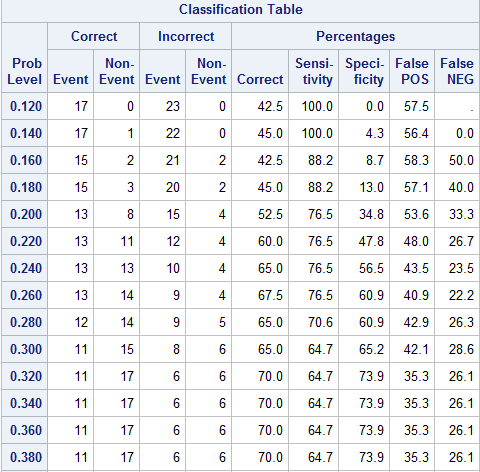 Classification Table
Correct Incorrect Percentages
Prob Level Event Non-Event Event Non-Event Correct Sensi-tivity Speci-ficity False POS False NEG
0.120 17 0 23 0 42.5 100.0 0.0 57.5 .
0.140 17 1 22 0 45.0 100.0 4.3 56.4 0.0
0.160 15 2 21 2 42.5 88.2 8.7 58.3 50.0
0.180 15 3 20 2 45.0 88.2 13.0 57.1 40.0
0.200 13 8 15 4 52.5 76.5 34.8 53.6 33.3
0.220 13 11 12 4 60.0 76.5 47.8 48.0 26.7
0.240 13 13 10 4 65.0 76.5 56.5 43.5 23.5
0.260 13 14 9 4 67.5 76.5 60.9 40.9 22.2
0.280 12 14 9 5 65.0 70.6 60.9 42.9 26.3
0.300 11 15 8 6 65.0 64.7 65.2 42.1 28.6
0.320 11 17 6 6 70.0 64.7 73.9 35.3 26.1
0.340 11 17 6 6 70.0 64.7 73.9 35.3 26.1
0.360 11 17 6 6 70.0 64.7 73.9 35.3 26.1
0.380 11 17 6 6 70.0 64.7 73.9 35.3 26.1